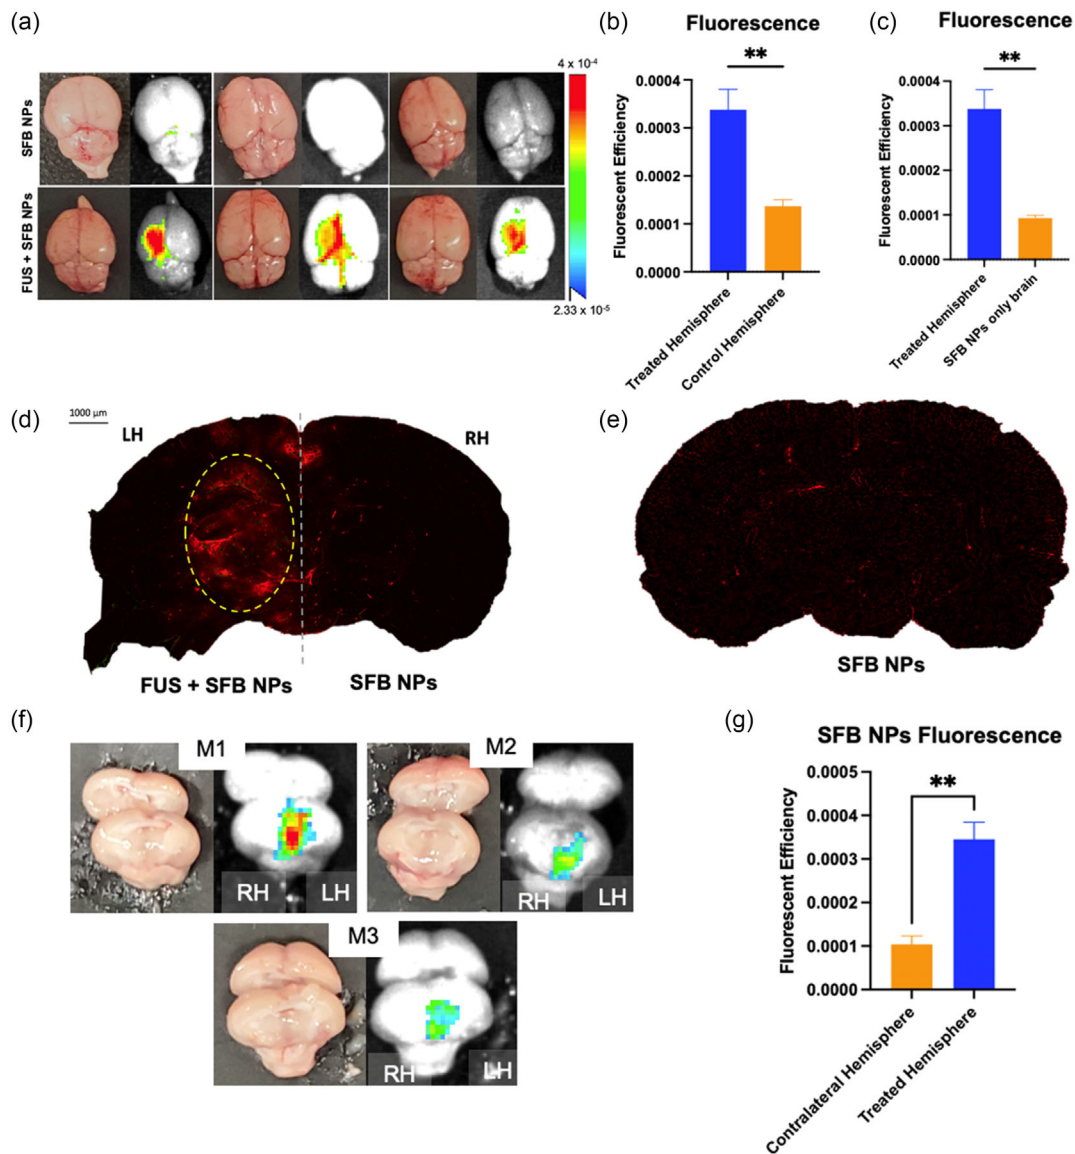 (a)
SFB NPs
FUS + SFB NPs
4 x 10⁻⁴
2.33 x 10⁻⁵
(b)
Fluorescence
**
Fluorescent Efficiency
0.0004
0.0003
0.0002
0.0001
0.0000
Treated Hemisphere
Control Hemisphere
(c)
Fluorescence
**
Fluorescent Efficiency
0.0004
0.0003
0.0002
0.0001
0.0000
Treated Hemisphere
SFB NPs only brain
(d)
1000 µm
LH
RH
FUS + SFB NPs
SFB NPs
(e)
SFB NPs
(f)
M1
RH
LH
M2
RH
LH
M3
RH
LH
(g)
SFB NPs Fluorescence
**
Fluorescent Efficiency
0.0005
0.0004
0.0003
0.0002
0.0001
0.0000
Contralateral Hemisphere
Treated Hemisphere